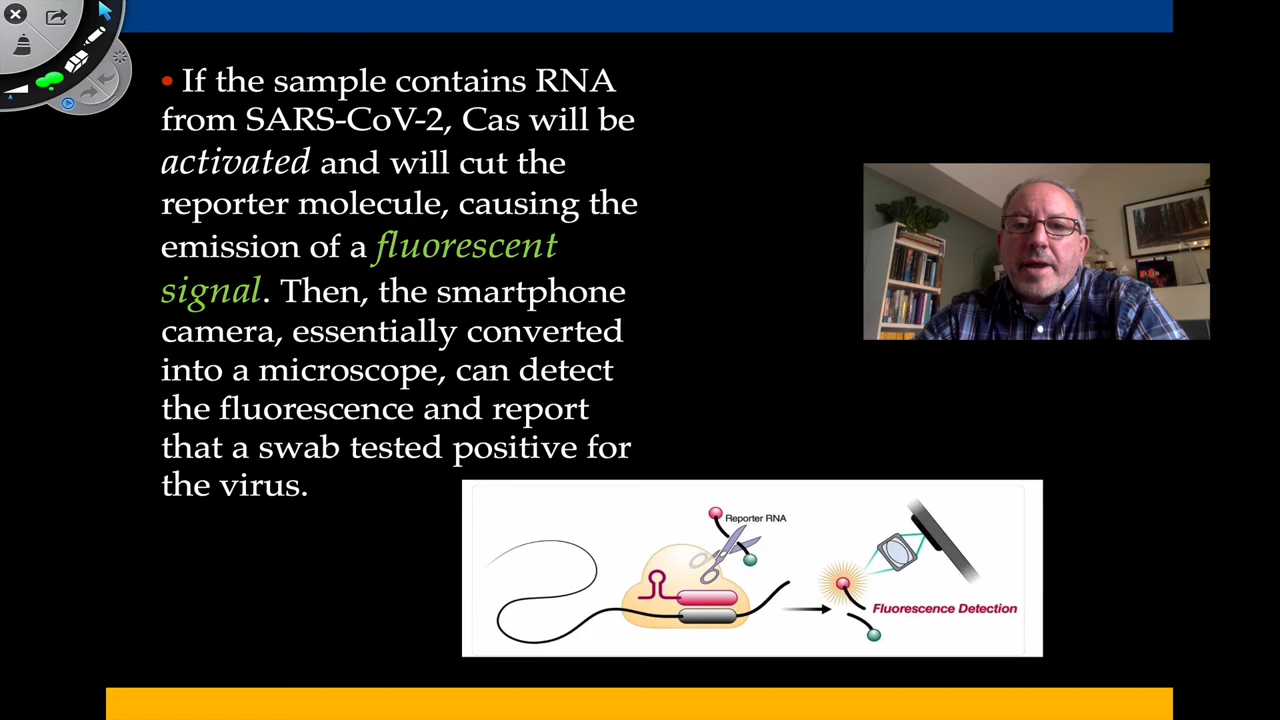 • If the sample contains RNA
from SARS-CoV-2, Cas will be
activated and will cut the
reporter molecule, causing the
emission of a fluorescent
signal. Then, the smartphone
camera, essentially converted
into a microscope, can detect
the fluorescence and report
that a swab tested positive for
the virus.
Reporter RNA
Fluorescence Detection